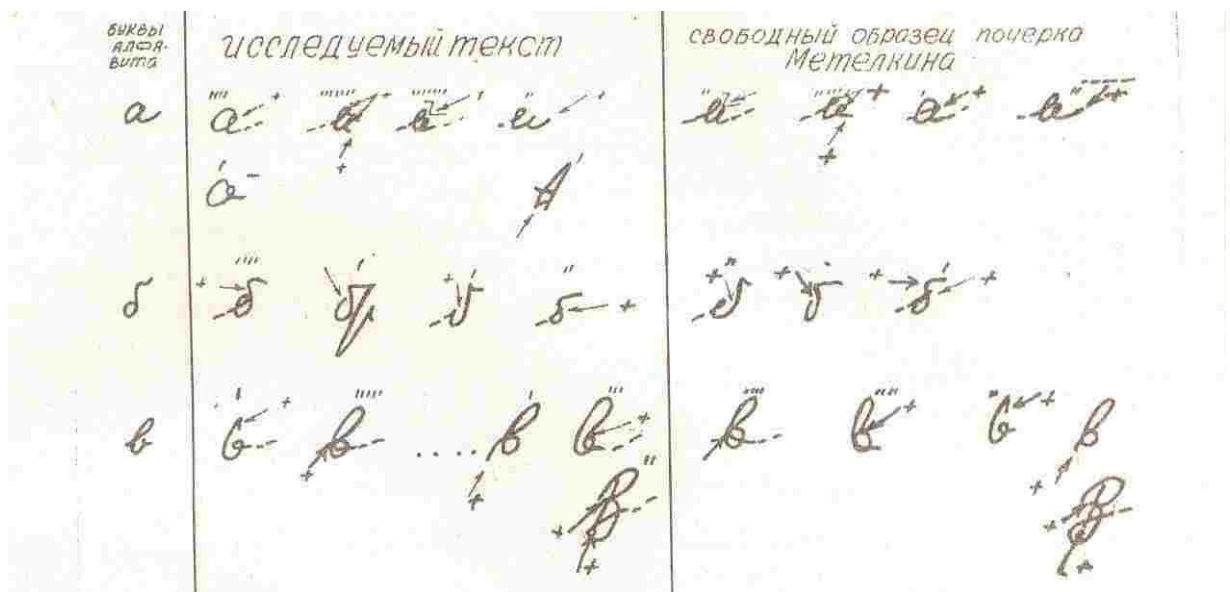 буквы алфавита
исследуемый текст
свободный образец почерка
Метелкина
а
а а а а
а а а а
а А
б
б б б б
б б б
в
в в .... в в
в в в в
В
В